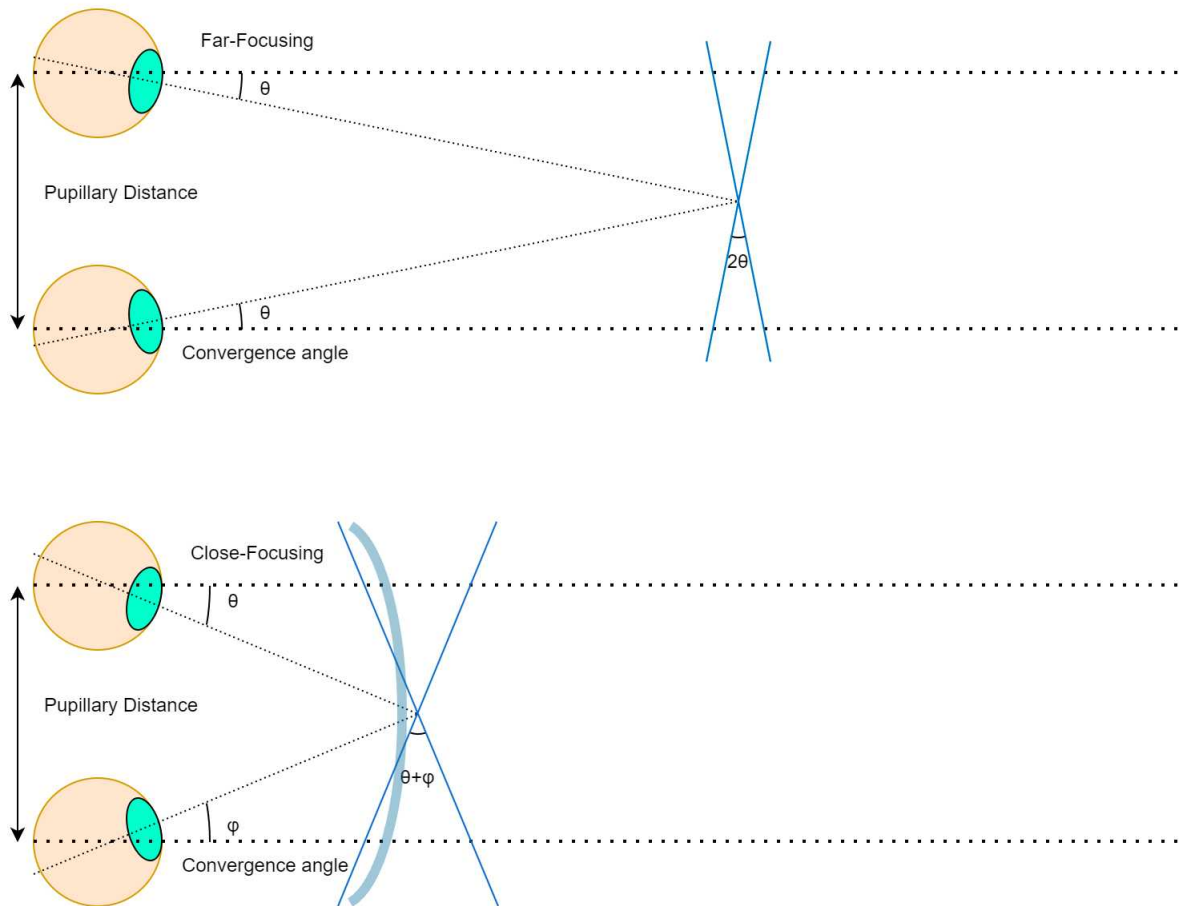 Far-Focusing
θ
Pupillary Distance
2θ
θ
Convergence angle
Close-Focusing
θ
Pupillary Distance
θ+φ
φ
Convergence angle